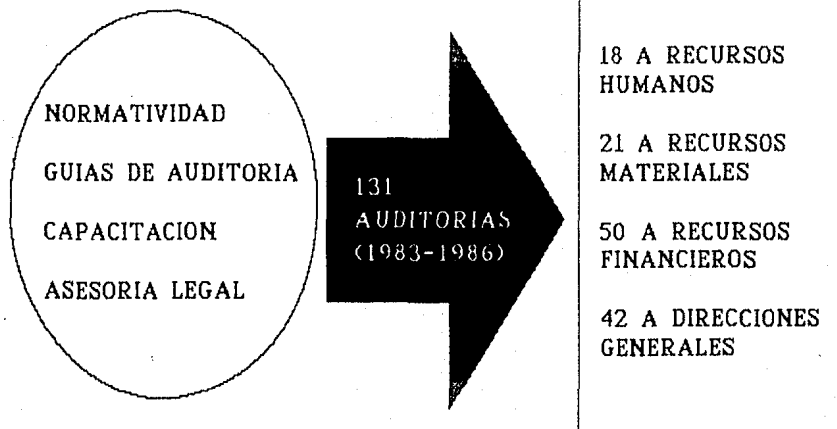 NORMATIVIDAD
GUIAS DE AUDITORIA
CAPACITACION
ASESORIA LEGAL
131
AUDITORIAS
(1983-1986)
18 A RECURSOS
HUMANOS
21 A RECURSOS
MATERIALES
50 A RECURSOS
FINANCIEROS
42 A DIRECCIONES
GENERALES